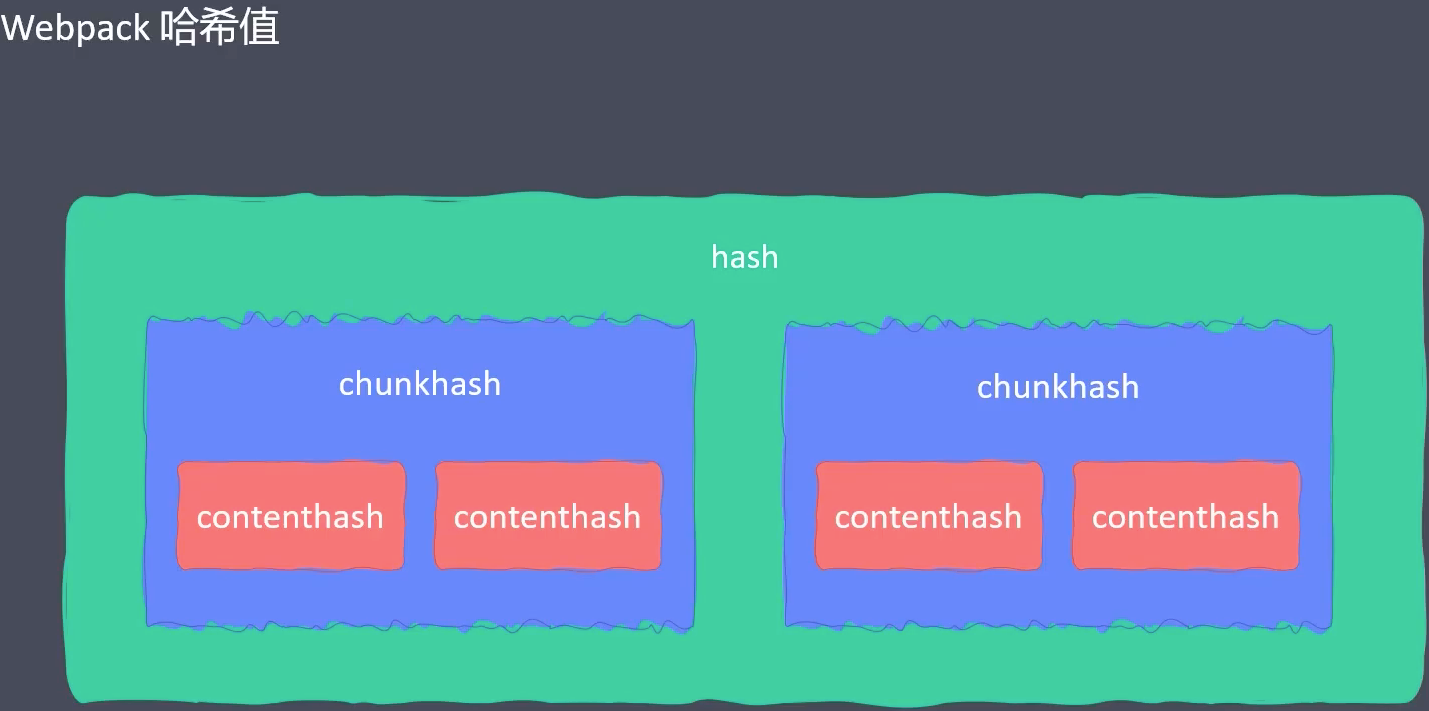 Webpack 哈希值
hash
chunkhash
chunkhash
contenthash
contenthash
contenthash
contenthash